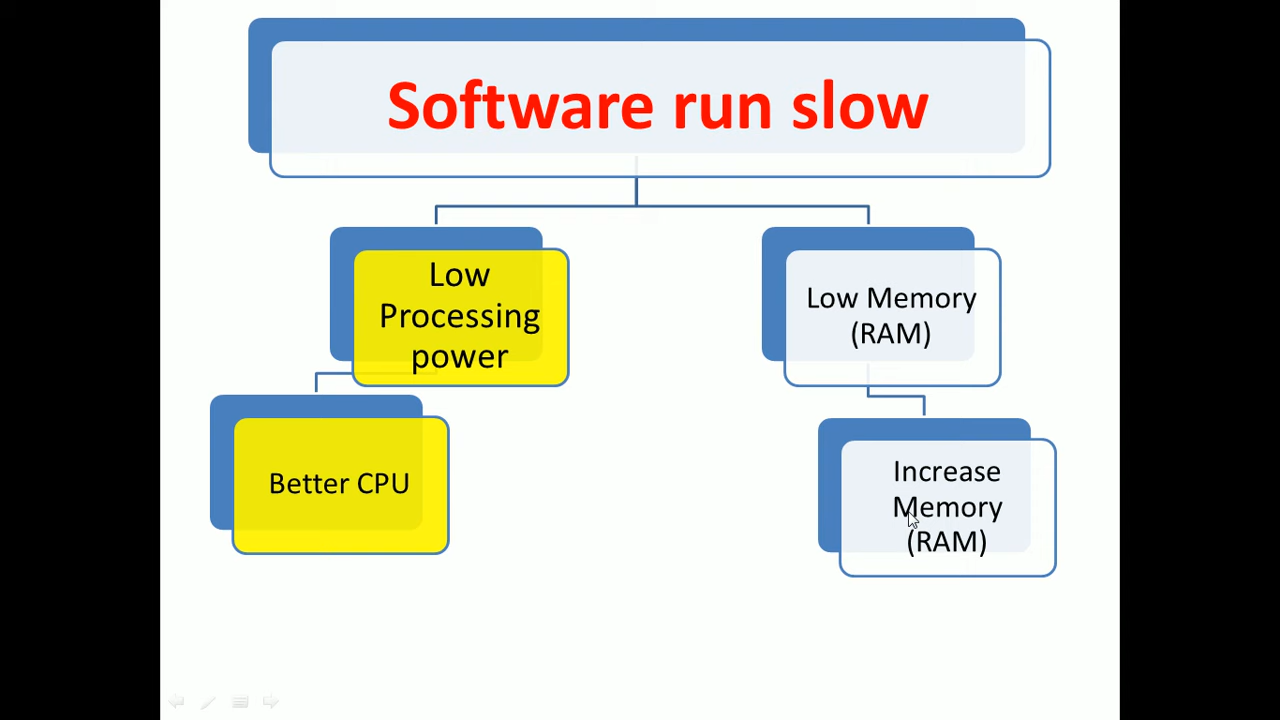 Software run slow
Low
Processing
power
Low Memory
(RAM)
Better CPU
Increase
Memory
(RAM)